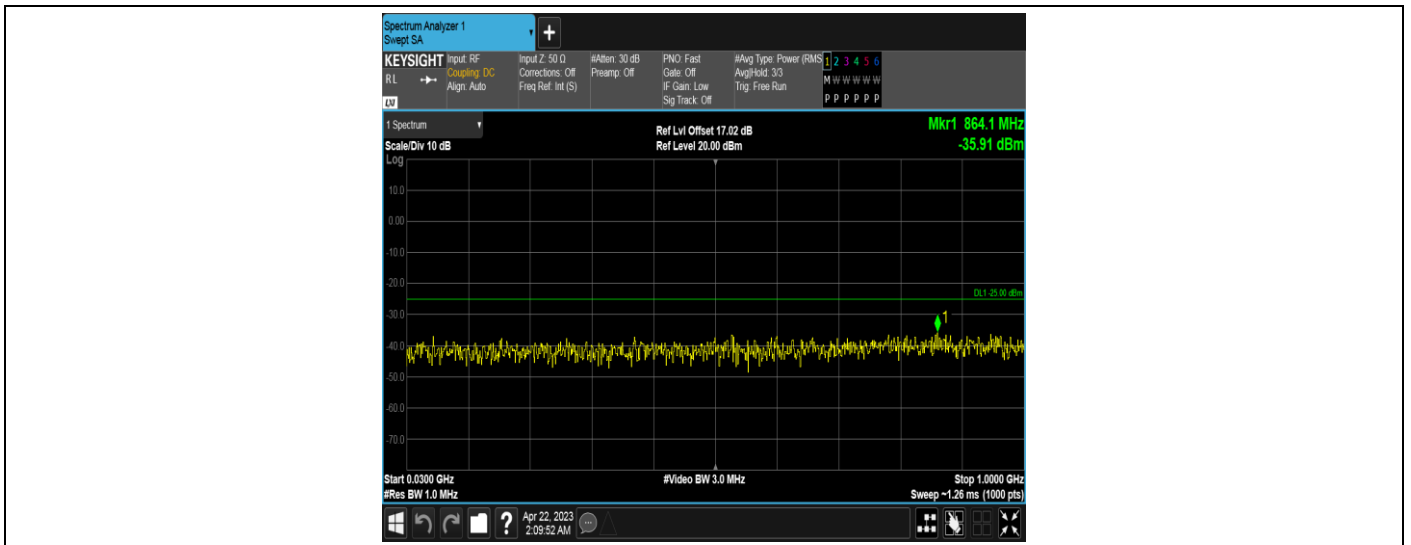 Spectrum Analyzer 1
Swept SA
+
KEYSIGHT
RL
LXI
Input: RF
Coupling: DC
Align: Auto
Input Z: 50 Ω
Corrections: Off
Freq Ref: Int (S)
#Atten: 30 dB
Preamp: Off
PNO: Fast
Gate: Off
IF Gain: Low
Sig Track: Off
#Avg Type: Power (RMS
Avg|Hold: 3/3
Trig: Free Run
1 2 3 4 5 6
M W W W W W
P P P P P P
1 Spectrum
Scale/Div 10 dB
Ref Lvl Offset 17.02 dB
Ref Level 20.00 dBm
Mkr1 864.1 MHz
-35.91 dBm
Log
10.0
0.00
-10.0
-20.0
DL1 -25.00 dBm
-30.0
1
-40.0
-50.0
-60.0
-70.0
Start 0.0300 GHz
#Video BW 3.0 MHz
Stop 1.0000 GHz
#Res BW 1.0 MHz
Sweep ~1.26 ms (1000 pts)
?
Apr 22, 2023
2:09:52 AM